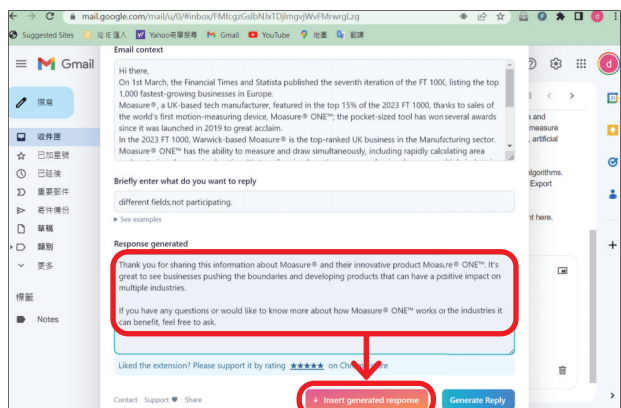 mail.google.com/mail/u/0/#inbox/FMfcgzGslbNJxTDjlmgvjWvFMrwrgLzg
Suggested Sites 從 IE 匯入 Yahoo奇摩搜尋 Gmail YouTube 地圖 翻譯
Gmail
撰寫
收件匣
已加星號
已延後
重要郵件
寄件備份
草稿
類別
更多
標籤
Notes
Email context
Hi there,
On 1st March, the Financial Times and Statista published the seventh iteration of the FT 1000, listing the top
1,000 fastest-growing businesses in Europe.
Moasure®, a UK-based tech manufacturer, featured in the top 15% of the 2023 FT 1000, thanks to sales of
the world's first motion-measuring device, Moasure® ONE™; the pocket-sized tool has won several awards
since it was launched in 2019 to great acclaim.
In the 2023 FT 1000, Warwick-based Moasure® is the top-ranked UK business in the Manufacturing sector.
Moasure® ONE™ has the ability to measure and draw simultaneously, including rapidly calculating area
Briefly enter what do you want to reply
different fields,not participating.
See examples
Response generated
Thank you for sharing this information about Moasure® and their innovative product Moasure® ONE™. It's
great to see businesses pushing the boundaries and developing products that can have a positive impact on
multiple industries.
If you have any questions or would like to know more about how Moasure® ONE™ works or the industries it
can benefit, feel free to ask.
Liked the extension? Please support it by rating ★★★★★ on
Contact Support Share
Insert generated response
Generate Reply
and
measure
, artificial
algorithms.
Export
nt here.